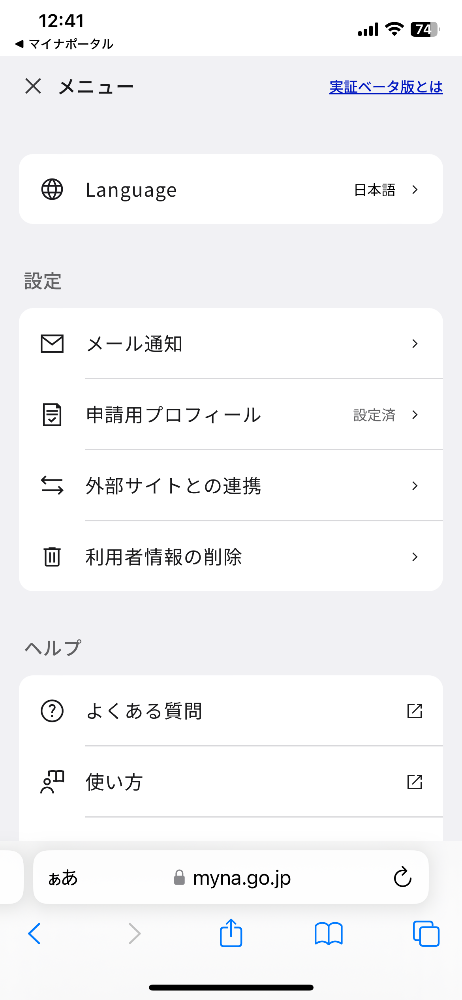 12:41
74
◀ マイナポータル
メニュー
実証ベータ版とは
Language
日本語
設定
メール通知
申請用プロフィール
設定済
外部サイトとの連携
利用者情報の削除
ヘルプ
よくある質問
使い方
ぁあ
myna.go.jp